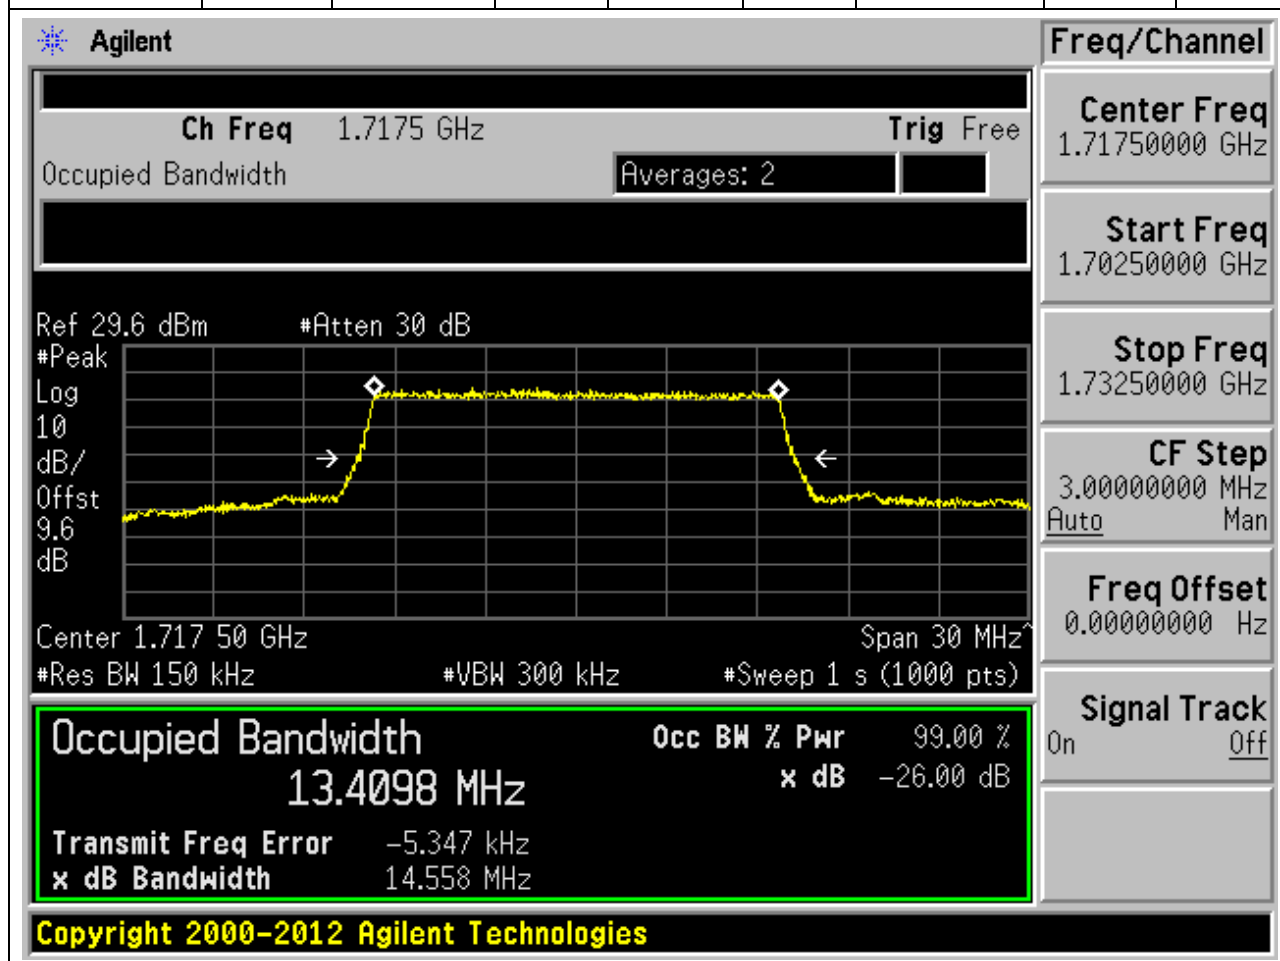 Agilent
Freq/Channel
Ch Freq 1.7175 GHz Trig Free
Occupied Bandwidth Averages: 2
Center Freq
1.71750000 GHz
Start Freq
1.70250000 GHz
Stop Freq
1.73250000 GHz
CF Step
3.00000000 MHz
Auto Man
Freq Offset
0.00000000 Hz
Signal Track
On Off
Ref 29.6 dBm #Atten 30 dB
#Peak
Log
10
dB/
Offst
9.6
dB
Center 1.717 50 GHz Span 30 MHz^
#Res BW 150 kHz #VBW 300 kHz #Sweep 1 s (1000 pts)
Occupied Bandwidth Occ BW % Pwr 99.00 %
13.4098 MHz x dB -26.00 dB
Transmit Freq Error -5.347 kHz
x dB Bandwidth 14.558 MHz
Copyright 2000-2012 Agilent Technologies